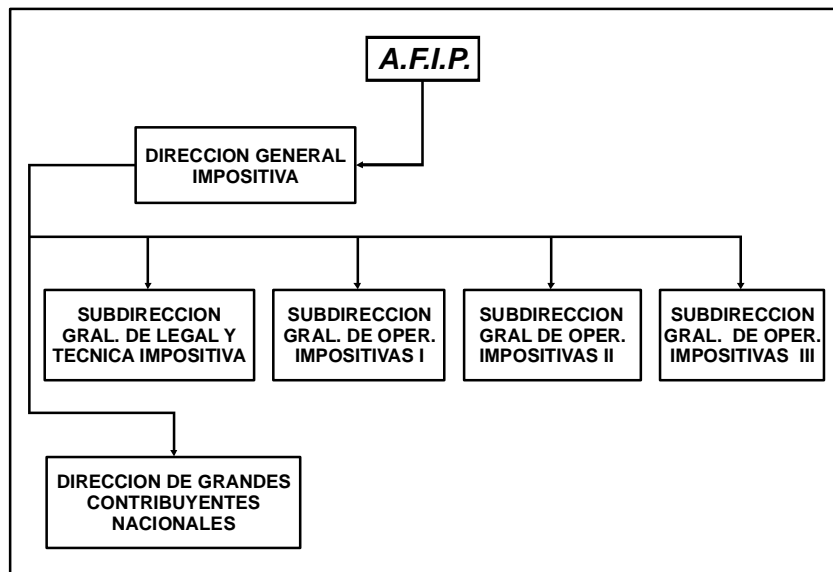 A.F.I.P.
DIRECCION GENERAL
IMPOSITIVA
SUBDIRECCION
GRAL. DE LEGAL Y
TECNICA IMPOSITIVA
SUBDIRECCION
GRAL. DE OPER.
IMPOSITIVAS I
SUBDIRECCION
GRAL DE OPER.
IMPOSITIVAS II
SUBDIRECCION
GRAL. DE OPER.
IMPOSITIVAS III
DIRECCION DE GRANDES
CONTRIBUYENTES
NACIONALES